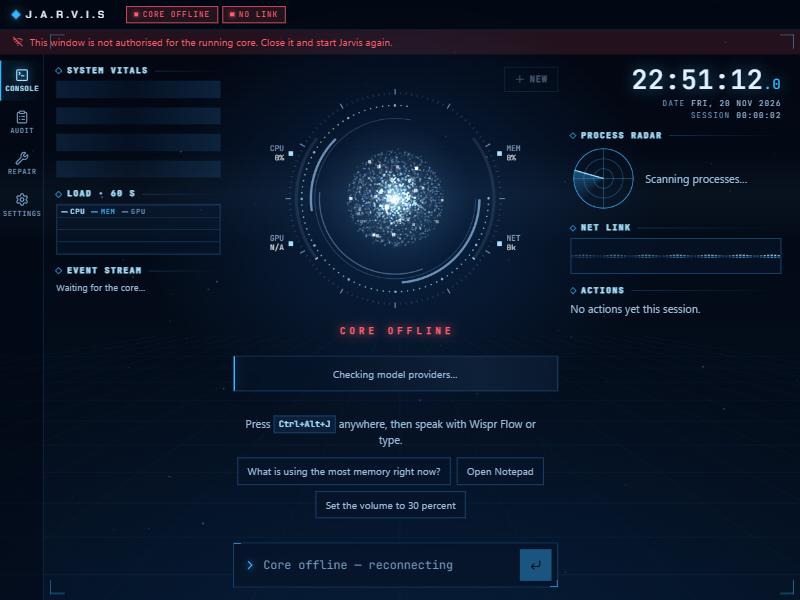 J.A.R.V.I.S
CORE OFFLINE
NO LINK
This window is not authorised for the running core. Close it and start Jarvis again.
CONSOLE
AUDIT
REPAIR
SETTINGS
SYSTEM VITALS
LOAD · 60 S
CPU
MEM
GPU
EVENT STREAM
Waiting for the core…
+ NEW
CPU
0%
MEM
0%
GPU
N/A
NET
0k
CORE OFFLINE
Checking model providers…
Press Ctrl+Alt+J anywhere, then speak with Wispr Flow or
type.
What is using the most memory right now?
Open Notepad
Set the volume to 30 percent
Core offline — reconnecting
22:51:12.0
DATE FRI, 20 NOV 2026
SESSION 00:00:02
PROCESS RADAR
Scanning processes…
NET LINK
ACTIONS
No actions yet this session.